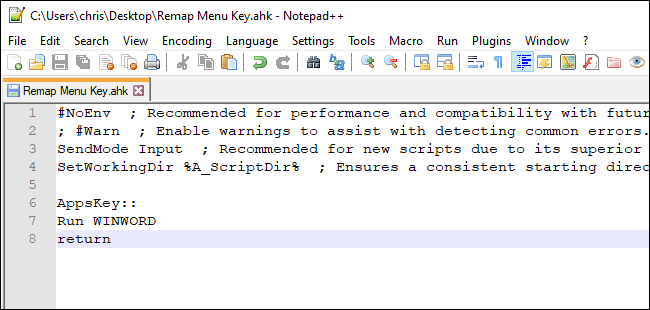 C:\Users\chris\Desktop\Remap Menu Key.ahk - Notepad++
File Edit Search View Encoding Language Settings Tools Macro Run Plugins Window ?
Remap Menu Key.ahk
1 #NoEnv ; Recommended for performance and compatibility with futur
2 ; #Warn ; Enable warnings to assist with detecting common errors.
3 SendMode Input ; Recommended for new scripts due to its superior
4 SetWorkingDir %A_ScriptDir% ; Ensures a consistent starting direc
5
6 AppsKey::
7 Run WINWORD
8 return